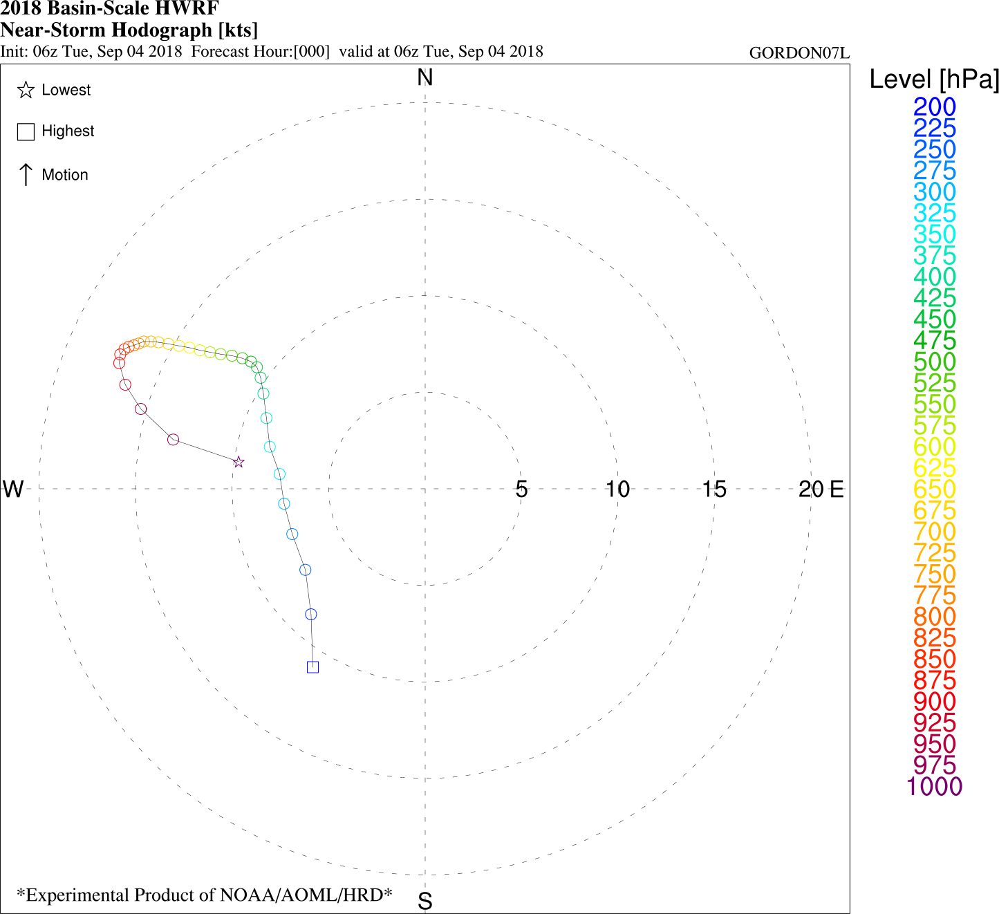 2018 Basin-Scale HWRF
Near-Storm Hodograph [kts]
Init: 06z Tue, Sep 04 2018  Forecast Hour:[000]  valid at 06z Tue, Sep 04 2018
GORDON07L
Lowest
Highest
Motion
N
W
5
10
15
20
E
S
*Experimental Product of NOAA/AOML/HRD*
Level [hPa]
200
225
250
275
300
325
350
375
400
425
450
475
500
525
550
575
600
625
650
675
700
725
750
775
800
825
850
875
900
925
950
975
1000